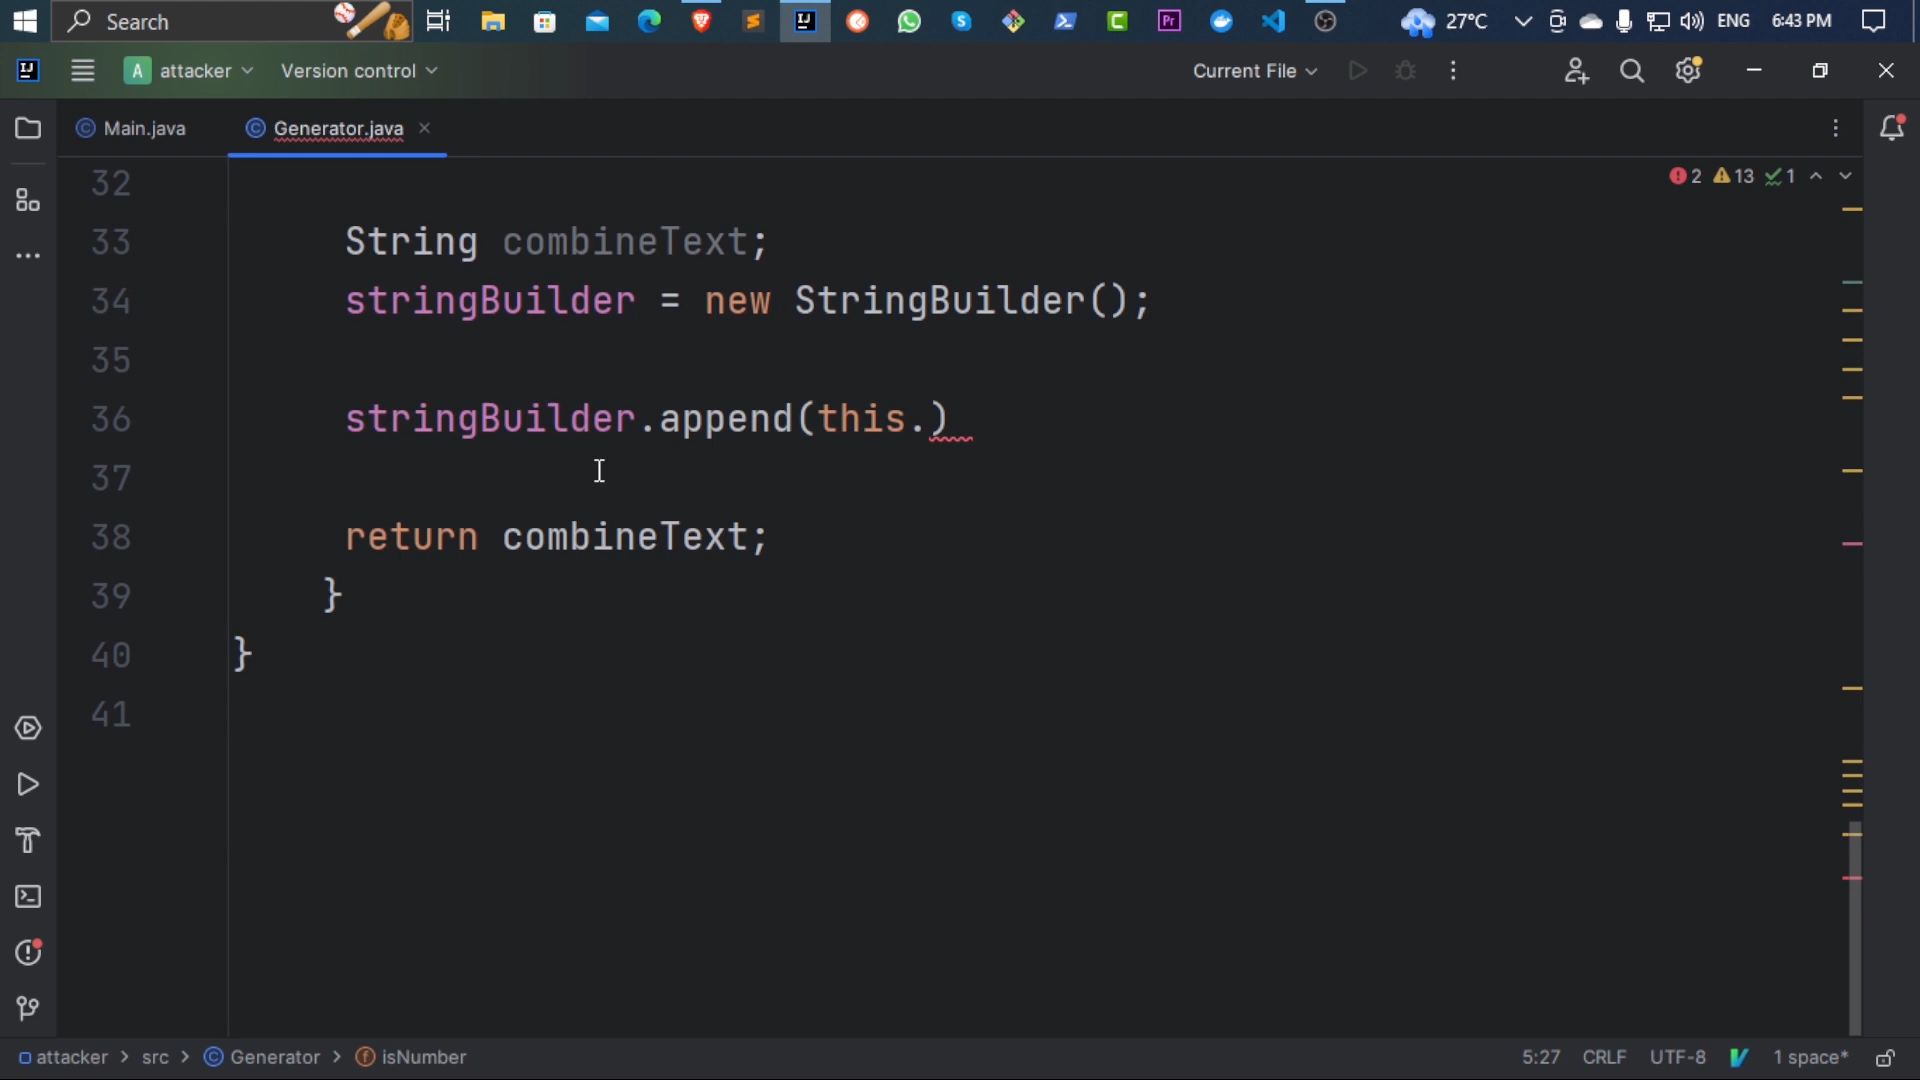 Search
27°C
ENG
6:43 PM
A attacker
Version control
Current File
Main.java
Generator.java
2 13 1
32
33 String combineText;
34 stringBuilder = new StringBuilder();
35
36 stringBuilder.append(this.)
37
38 return combineText;
39 }
40 }
41
attacker > src > Generator > isNumber
5:27 CRLF UTF-8 1 space*